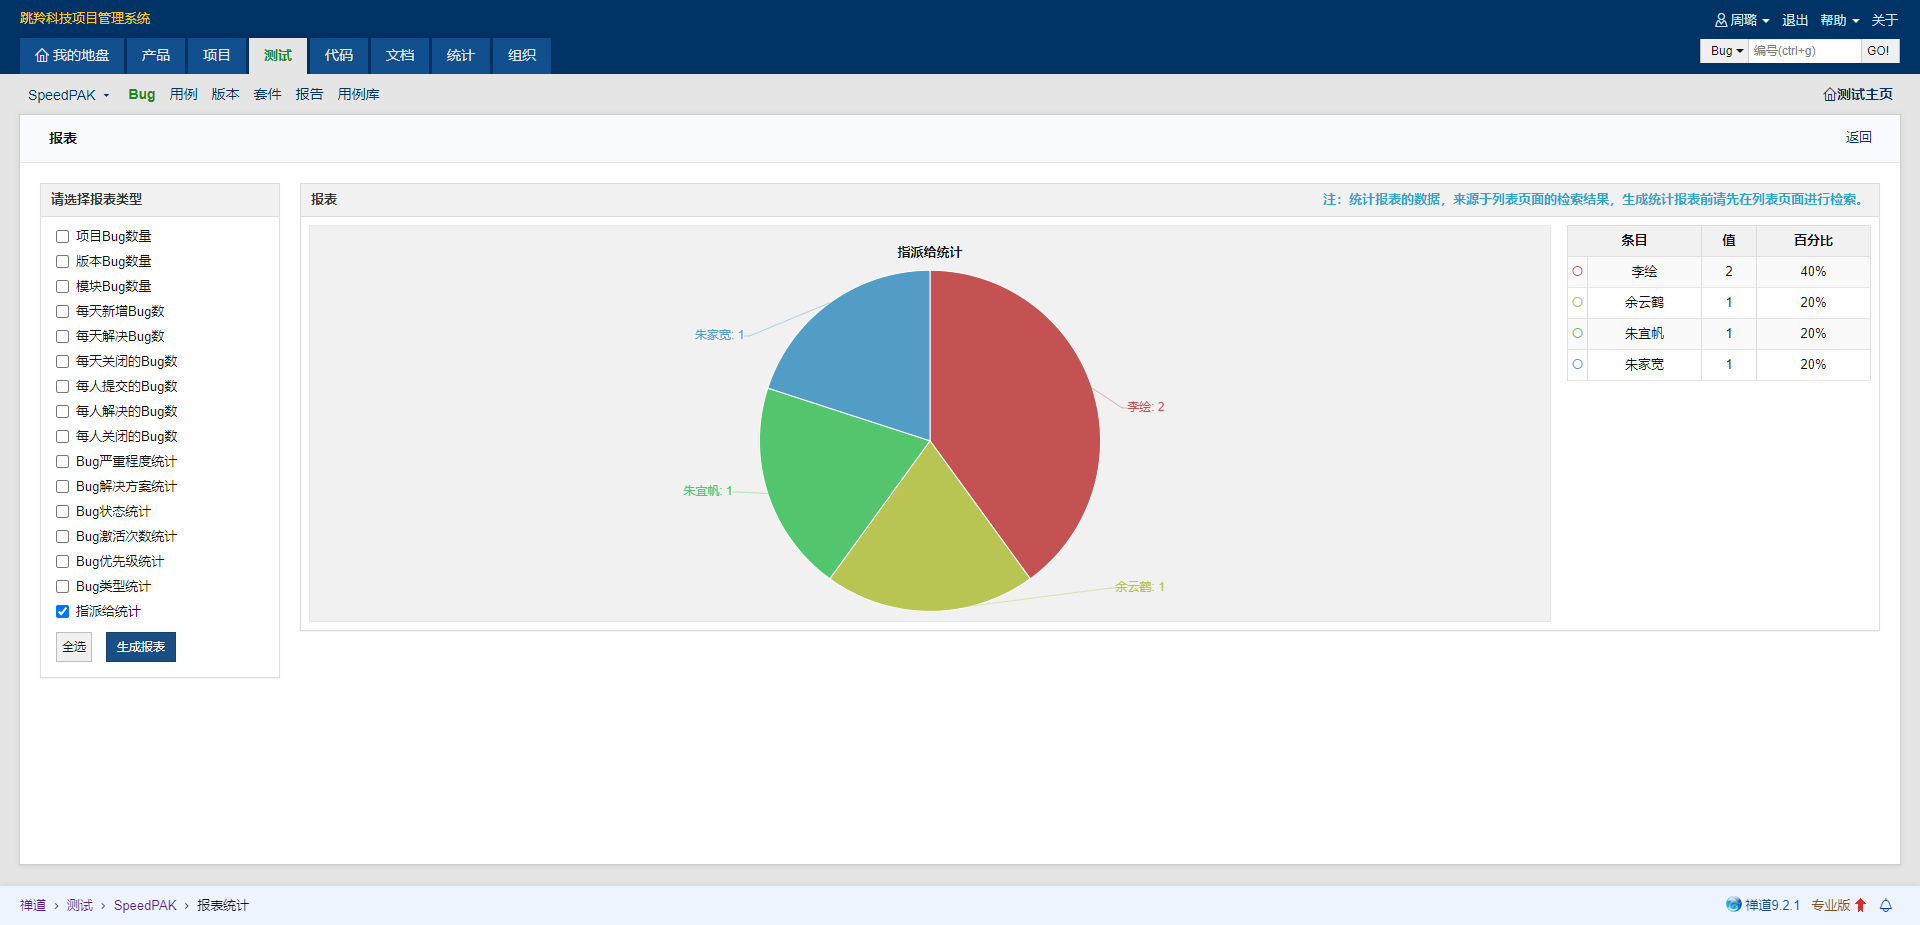 跳羚科技项目管理系统
周璐 退出 帮助 关于
我的地盘 产品 项目 测试 代码 文档 统计 组织
Bug 编号(ctrl+g) GO!
SpeedPAK Bug 用例 版本 套件 报告 用例库
测试主页
报表
返回
请选择报表类型
项目Bug数量
版本Bug数量
模块Bug数量
每天新增Bug数
每天解决Bug数
每天关闭的Bug数
每人提交的Bug数
每人解决的Bug数
每人关闭的Bug数
Bug严重程度统计
Bug解决方案统计
Bug状态统计
Bug激活次数统计
Bug优先级统计
Bug类型统计
指派给统计
全选 生成报表
报表
注：统计报表的数据，来源于列表页面的检索结果，生成统计报表前请先在列表页面进行检索。
指派给统计
朱家宽: 1
李绘: 2
朱宜帆: 1
余云鹤: 1
条目 值 百分比
李绘 2 40%
余云鹤 1 20%
朱宜帆 1 20%
朱家宽 1 20%
禅道 › 测试 › SpeedPAK › 报表统计
禅道9.2.1 专业版